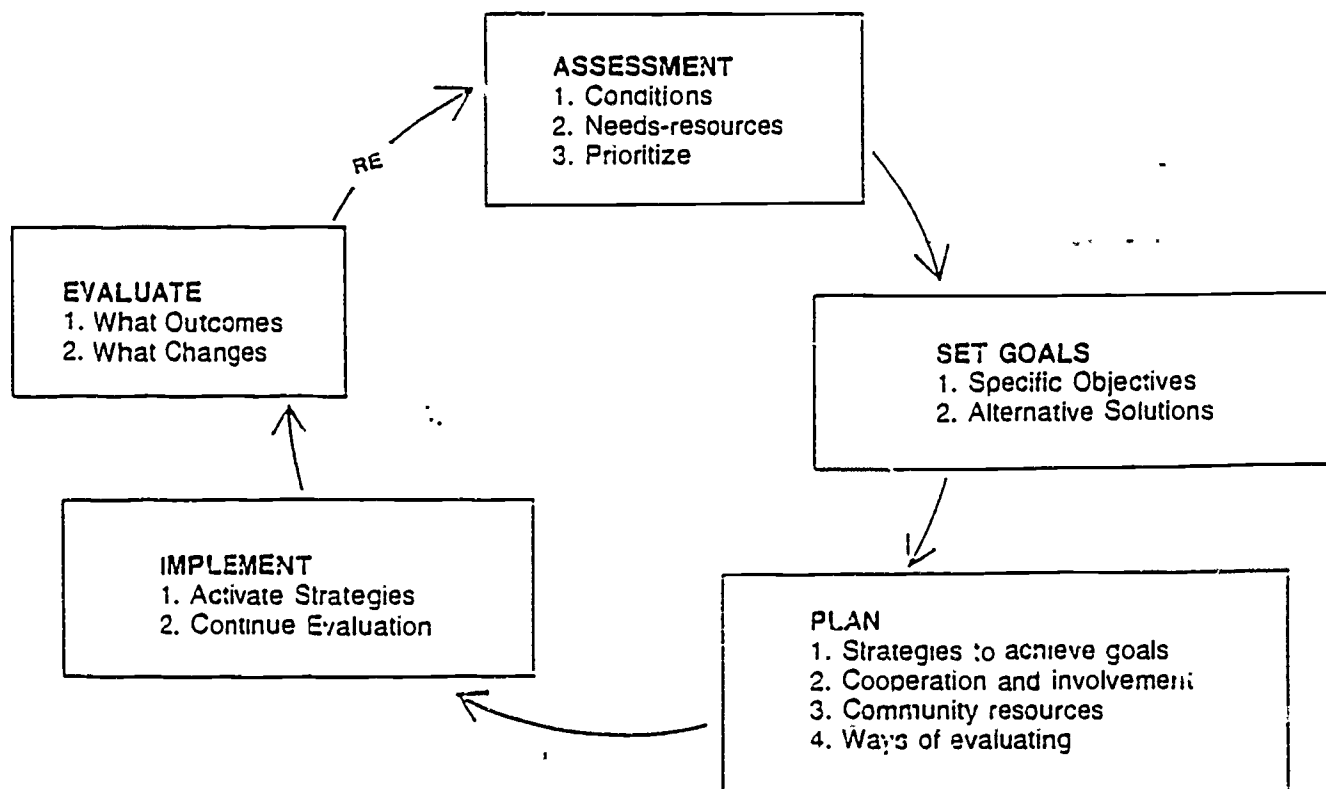 ASSESSMENT
1. Conditions
2. Needs-resources
3. Prioritize
RE
SET GOALS
1. Specific Objectives
2. Alternative Solutions
PLAN
1. Strategies to achieve goals
2. Cooperation and involvement
3. Community resources
4. Ways of evaluating
IMPLEMENT
1. Activate Strategies
2. Continue Evaluation
EVALUATE
1. What Outcomes
2. What Changes